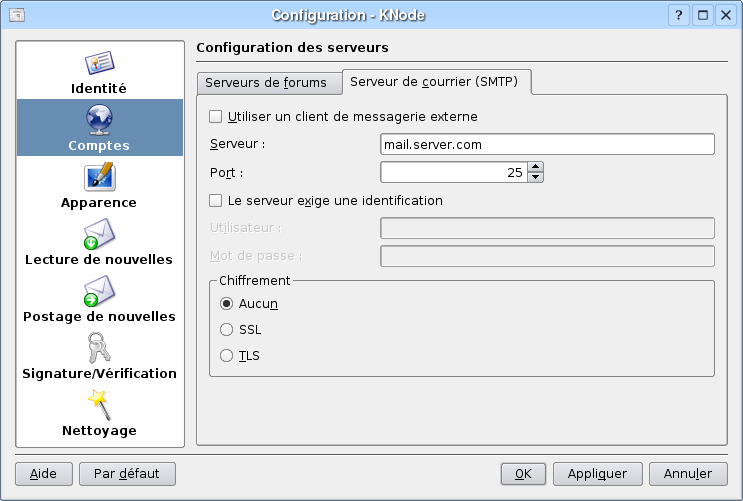 Configuration - KNode
Identité
Comptes
Apparence
Lecture de nouvelles
Postage de nouvelles
Signature/Vérification
Nettoyage
Configuration des serveurs
Serveurs de forums
Serveur de courrier (SMTP)
Utiliser un client de messagerie externe
Serveur : mail.server.com
Port : 25
Le serveur exige une identification
Utilisateur :
Mot de passe :
Chiffrement
Aucun
SSL
TLS
Aide
Par défaut
OK
Appliquer
Annuler